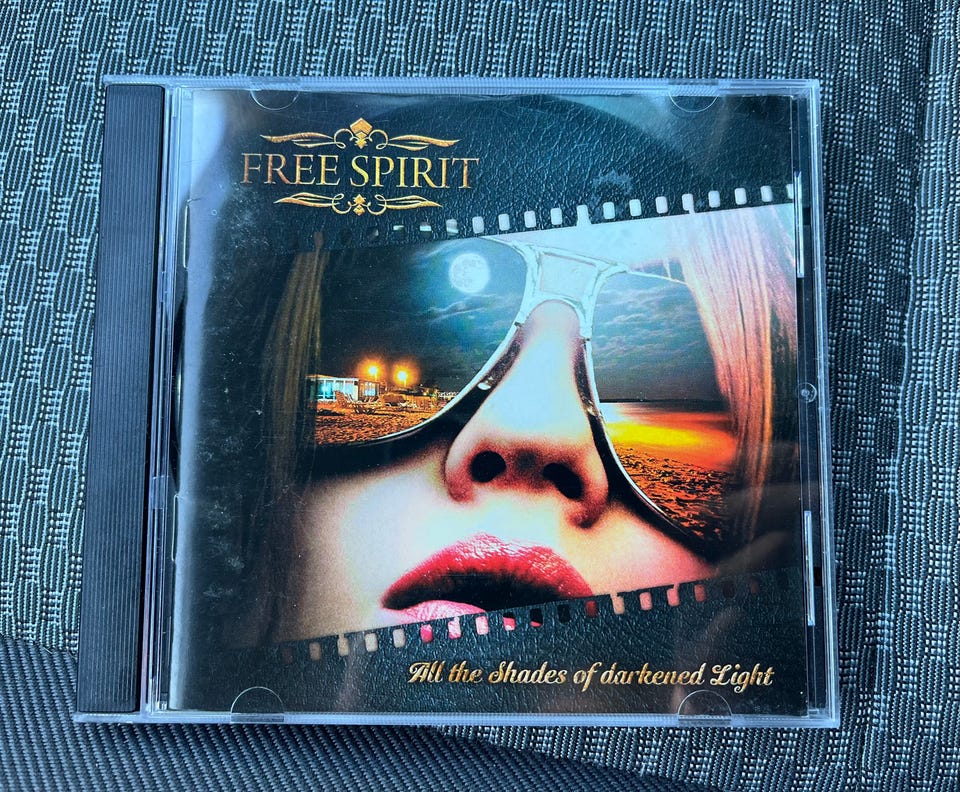 FREE SPIRIT
All the Shades of darkened Light